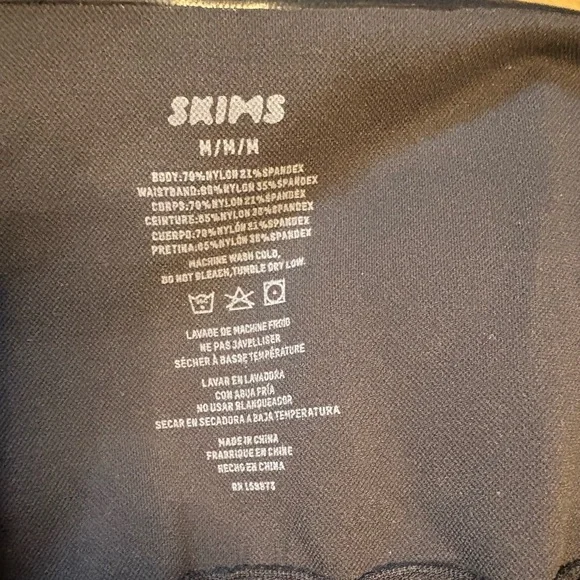 SKIMS
M/M/M
BODY:79%NYLON 21%SPANDEX
WAISTBAND:65%NYLON 35%SPANDEX
CORPS:79%NYLON 21%SPANDEX
CEINTURE:65%NYLON 35%SPANDEX
CUERPO:79%NYLON 21%SPANDEX
PRETINA:65%NYLON 35%SPANDEX
MACHINE WASH COLD,
DO NOT BLEACH,TUMBLE DRY LOW.
LAVAGE DE MACHINE FROID
NE PAS JAVELLISER
SÉCHER À BASSE TEMPÉRATURE
LAVAR EN LAVADORA
CON AGUA FRÍA
NO USAR BLANQUEADOR
SECAR EN SECADORA A BAJA TEMPERATURA
MADE IN CHINA
FRABRIQUE EN CHINE
HECHO EN CHINA
RN 158873